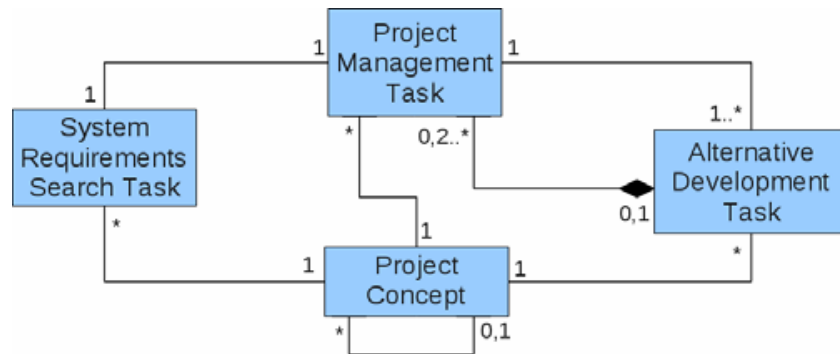 Project
Management
Task
1
1
1
1..*
*
0,2..*
System
Requirements
Search Task
Alternative
Development
Task
0,1
*
*
1
1
1
Project
Concept
*
0,1